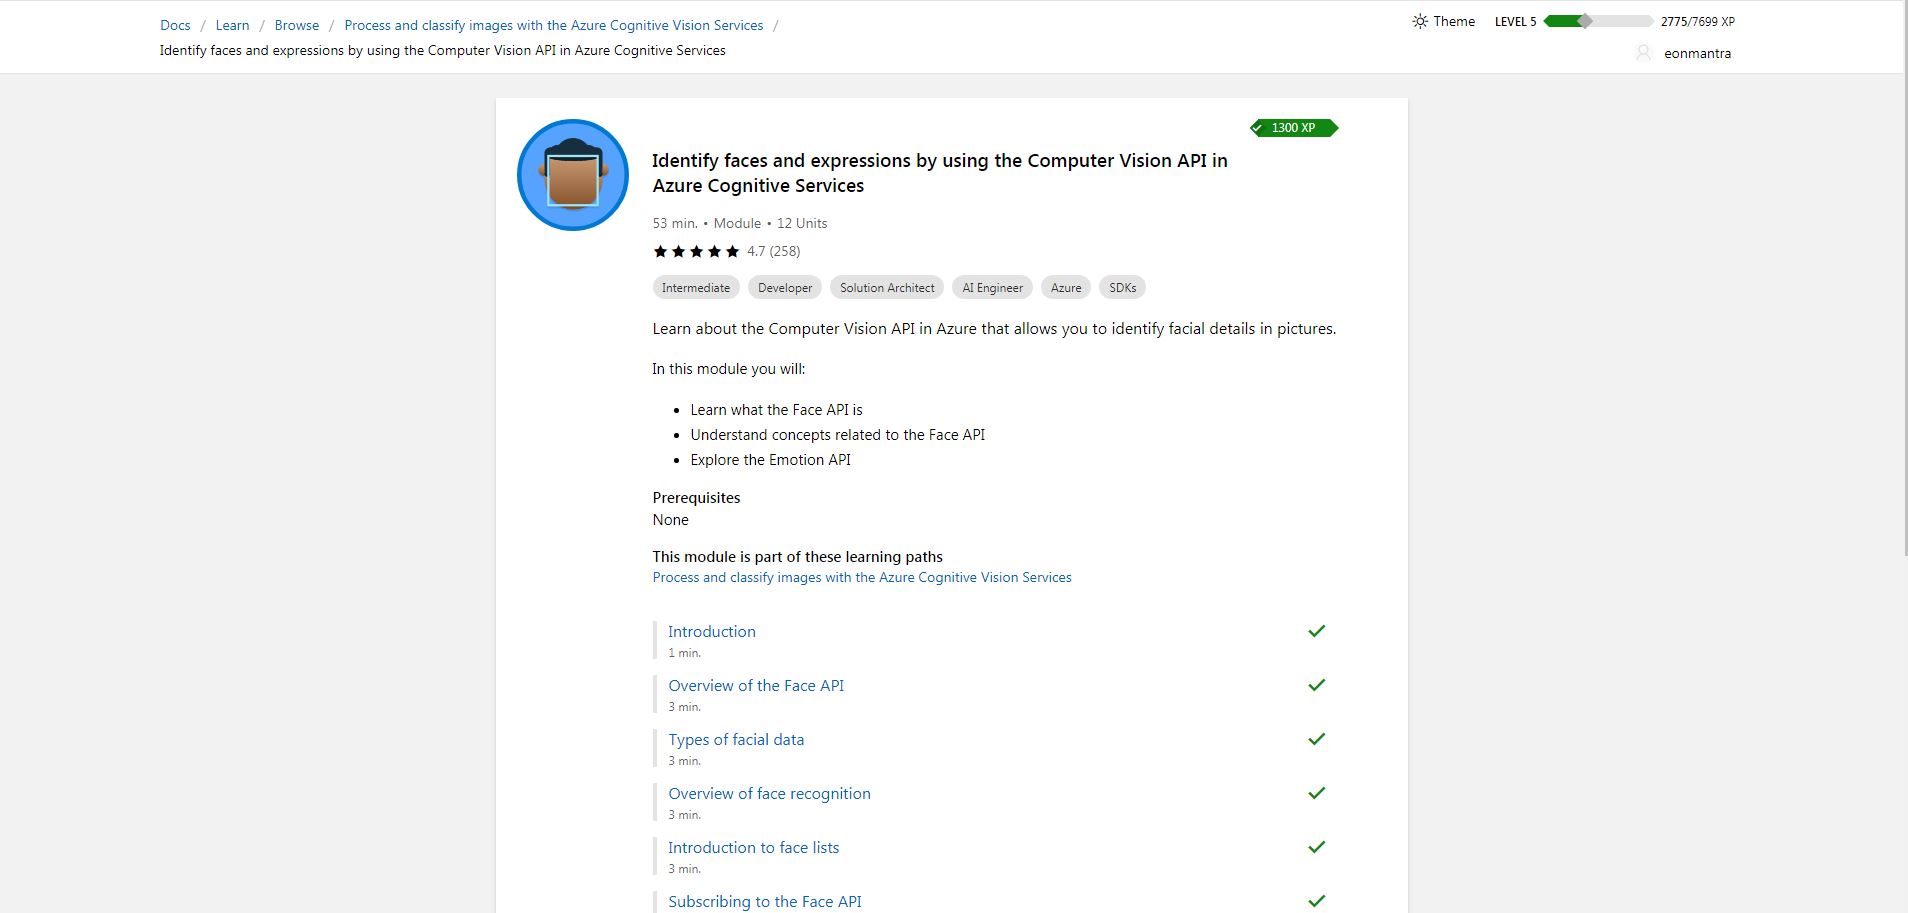 Docs / Learn / Browse / Process and classify images with the Azure Cognitive Vision Services /
Identify faces and expressions by using the Computer Vision API in Azure Cognitive Services
Theme LEVEL 5 2775/7699 XP
eonmantra
1300 XP
Identify faces and expressions by using the Computer Vision API in
Azure Cognitive Services
53 min. • Module • 12 Units
4.7 (258)
Intermediate Developer Solution Architect AI Engineer Azure SDKs
Learn about the Computer Vision API in Azure that allows you to identify facial details in pictures.
In this module you will:
• Learn what the Face API is
• Understand concepts related to the Face API
• Explore the Emotion API
Prerequisites
None
This module is part of these learning paths
Process and classify images with the Azure Cognitive Vision Services
Introduction
1 min.
Overview of the Face API
3 min.
Types of facial data
3 min.
Overview of face recognition
3 min.
Introduction to face lists
3 min.
Subscribing to the Face API